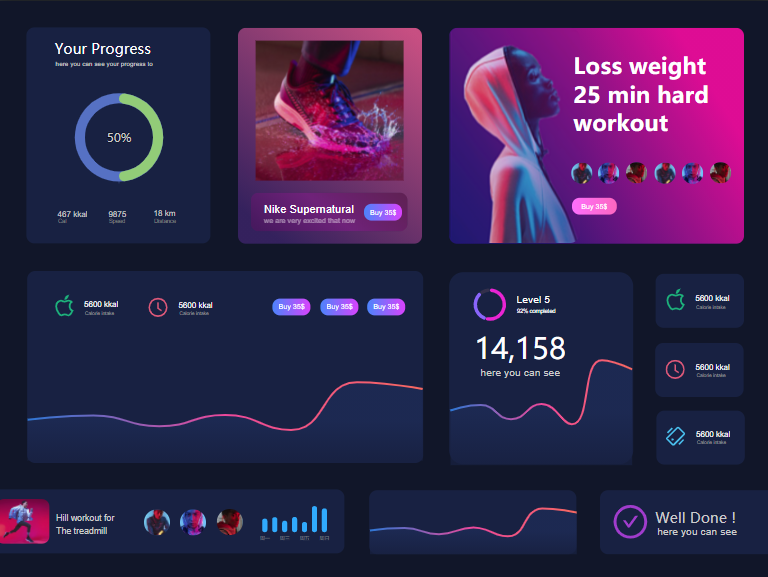 Your Progress
here you can see your progress to
50%
467 kkal
Cal
9875
Speed
18 km
Distance
Nike Supernatural
we are very excited that now
Buy 35$
Loss weight
25 min hard
workout
Buy 35$
5600 kkal
Calorie intake
5600 kkal
Calorie intake
Buy 35$
Buy 35$
Buy 35$
Level 5
92% completed
14,158
here you can see
5600 kkal
Calorie intake
5600 kkal
Calorie intake
5600 kkal
Calorie intake
Hill workout for
The treadmill
Well Done !
here you can see